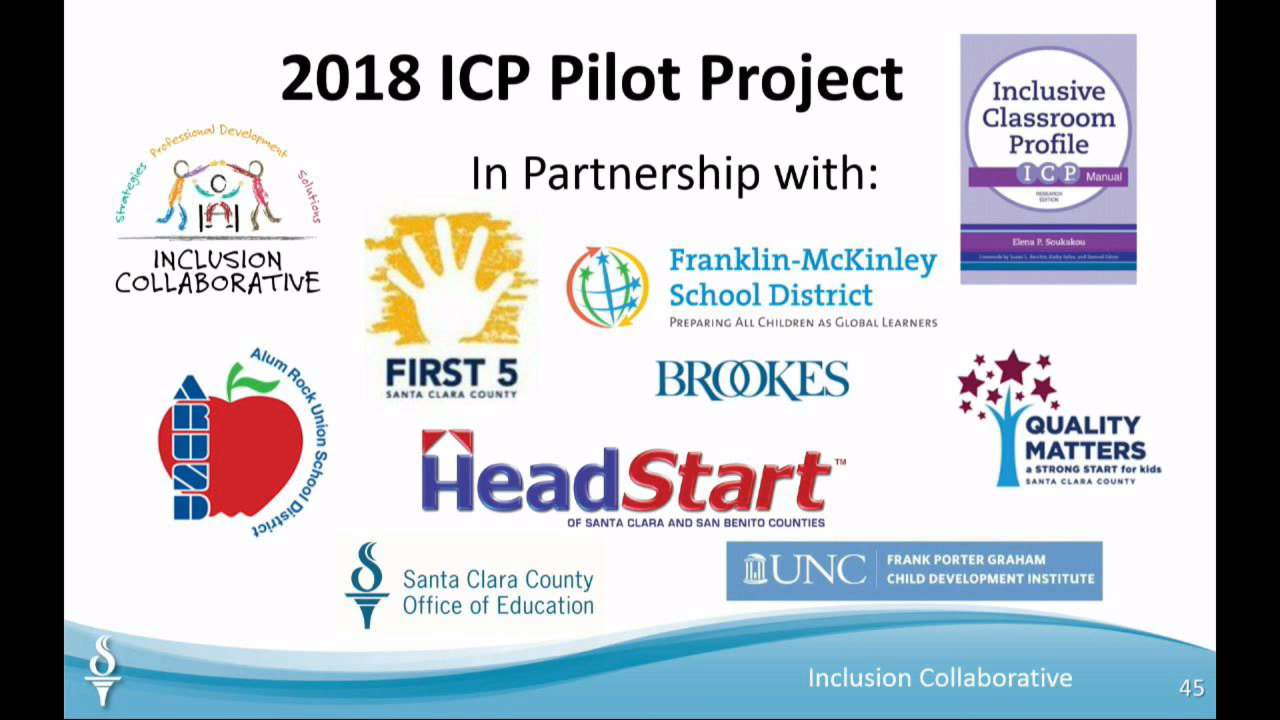 2018 ICP Pilot Project
In Partnership with:
Strategies Professional Development Solutions
INCLUSION
COLLABORATIVE
Inclusive
Classroom
Profile
ICP Manual
RESEARCH
EDITION
Elena P. Soukakou
FIRST 5
SANTA CLARA COUNTY
Franklin-McKinley
School District
PREPARING ALL CHILDREN AS GLOBAL LEARNERS
BROOKES
ARUSD
Alum Rock Union School District
HeadStart™
OF SANTA CLARA AND SAN BENITO COUNTIES
QUALITY
MATTERS
a STRONG START for kids
SANTA CLARA COUNTY
Santa Clara County
Office of Education
UNC
FRANK PORTER GRAHAM
CHILD DEVELOPMENT INSTITUTE
Inclusion Collaborative
45